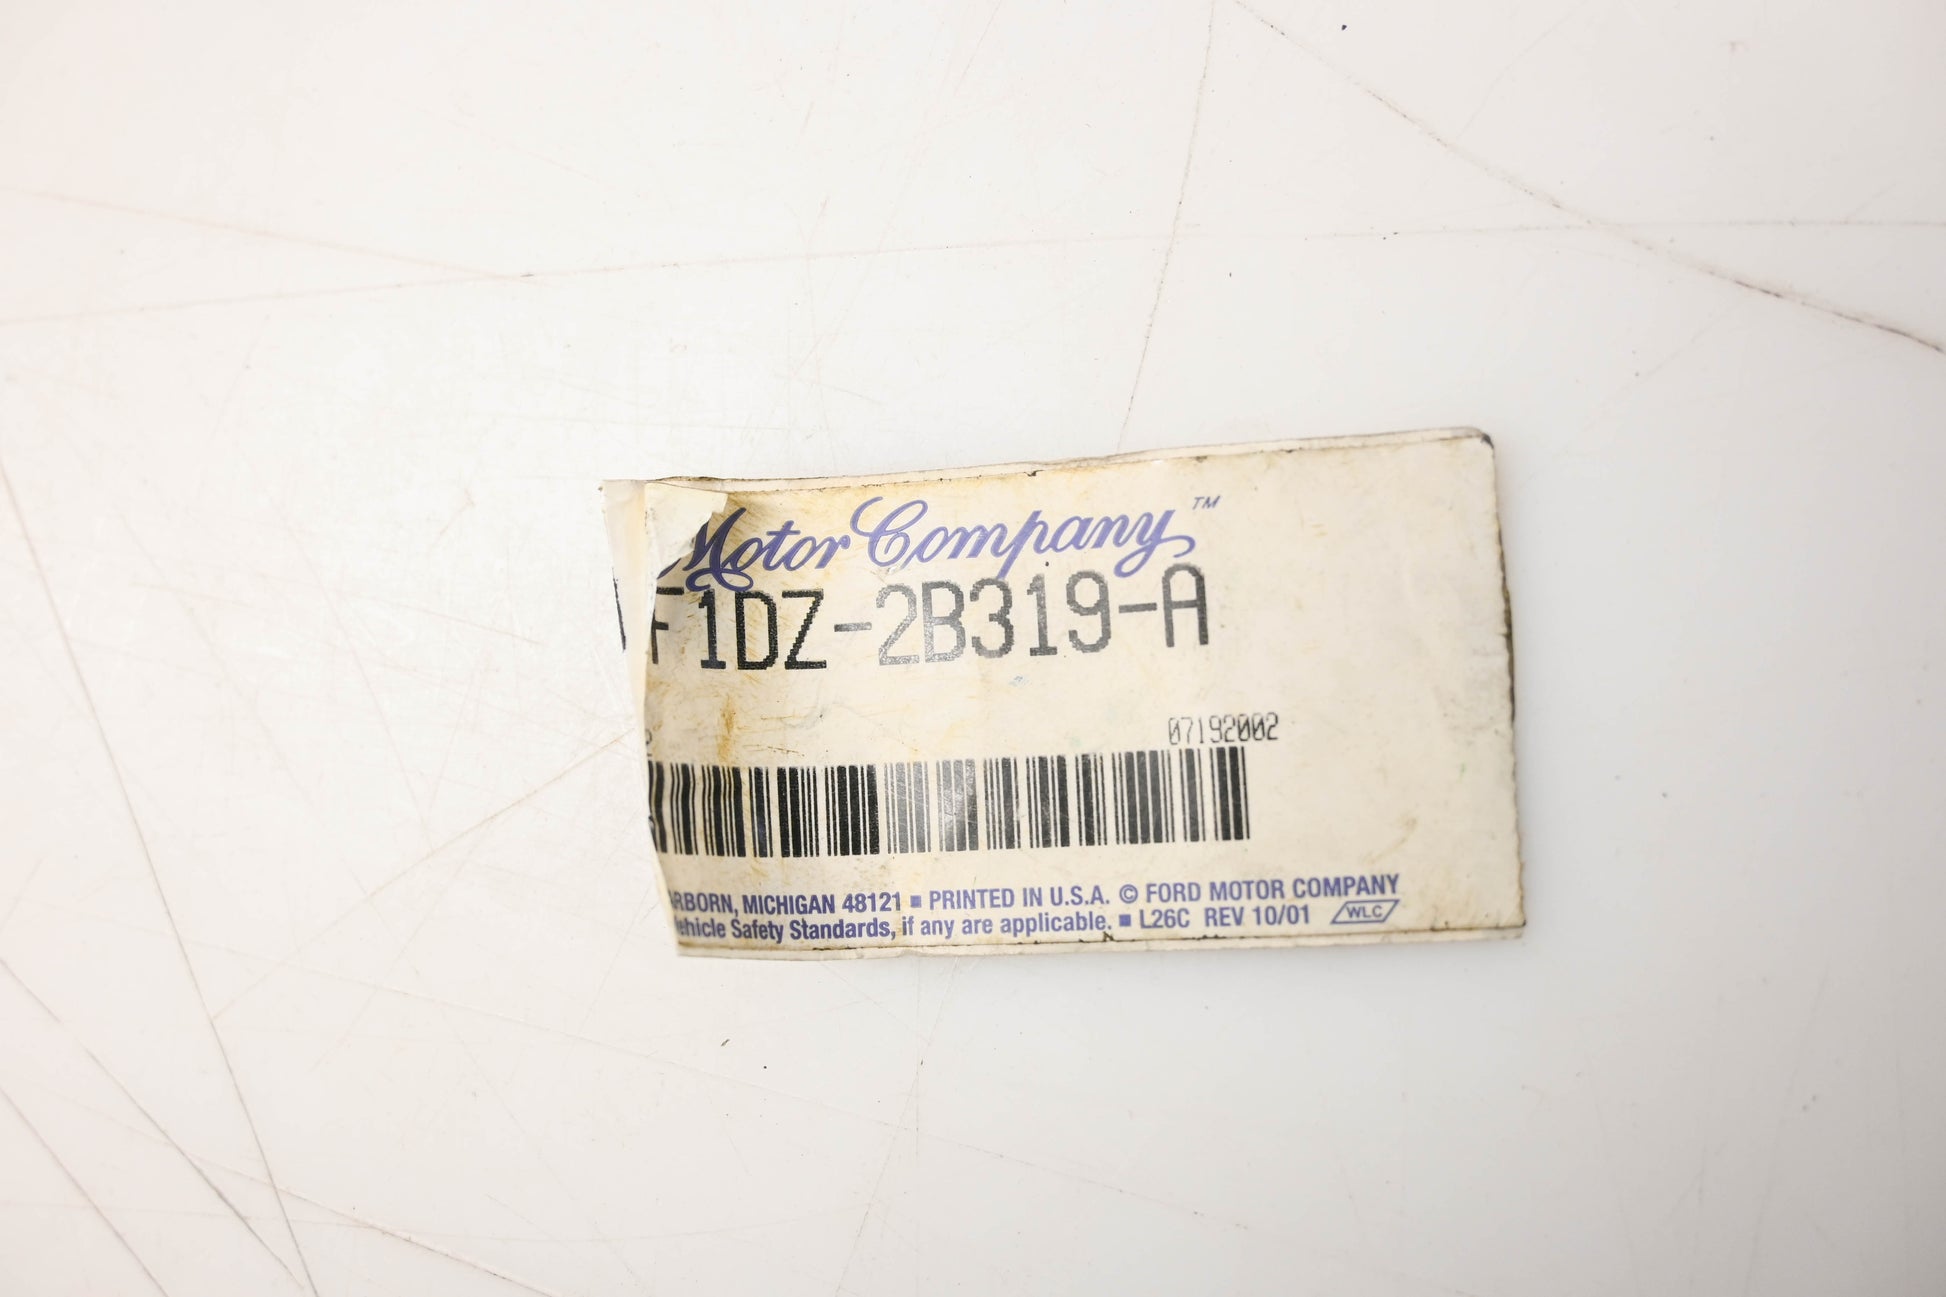 Motor Company™
F1DZ-2B319-A
07192002
ARBORN, MICHIGAN 48121 ▪ PRINTED IN U.S.A. © FORD MOTOR COMPANY
Vehicle Safety Standards, if any are applicable. ▪ L26C REV 10/01 WLC